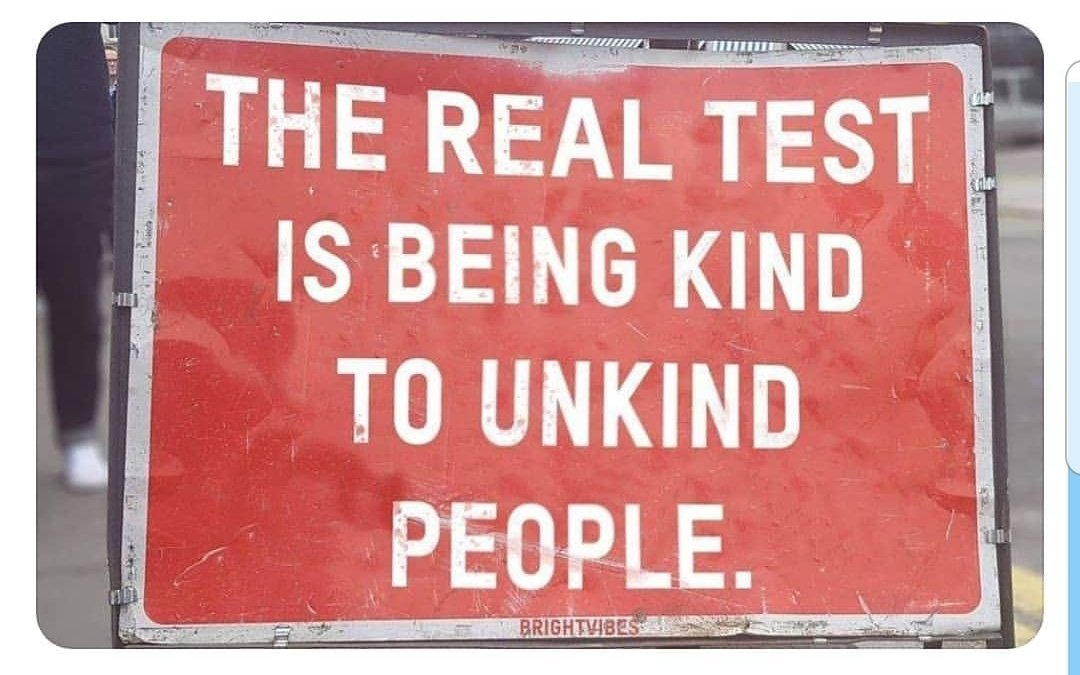 THE REAL TEST
IS BEING KIND
TO UNKIND
PEOPLE.
BRIGHTVIBES